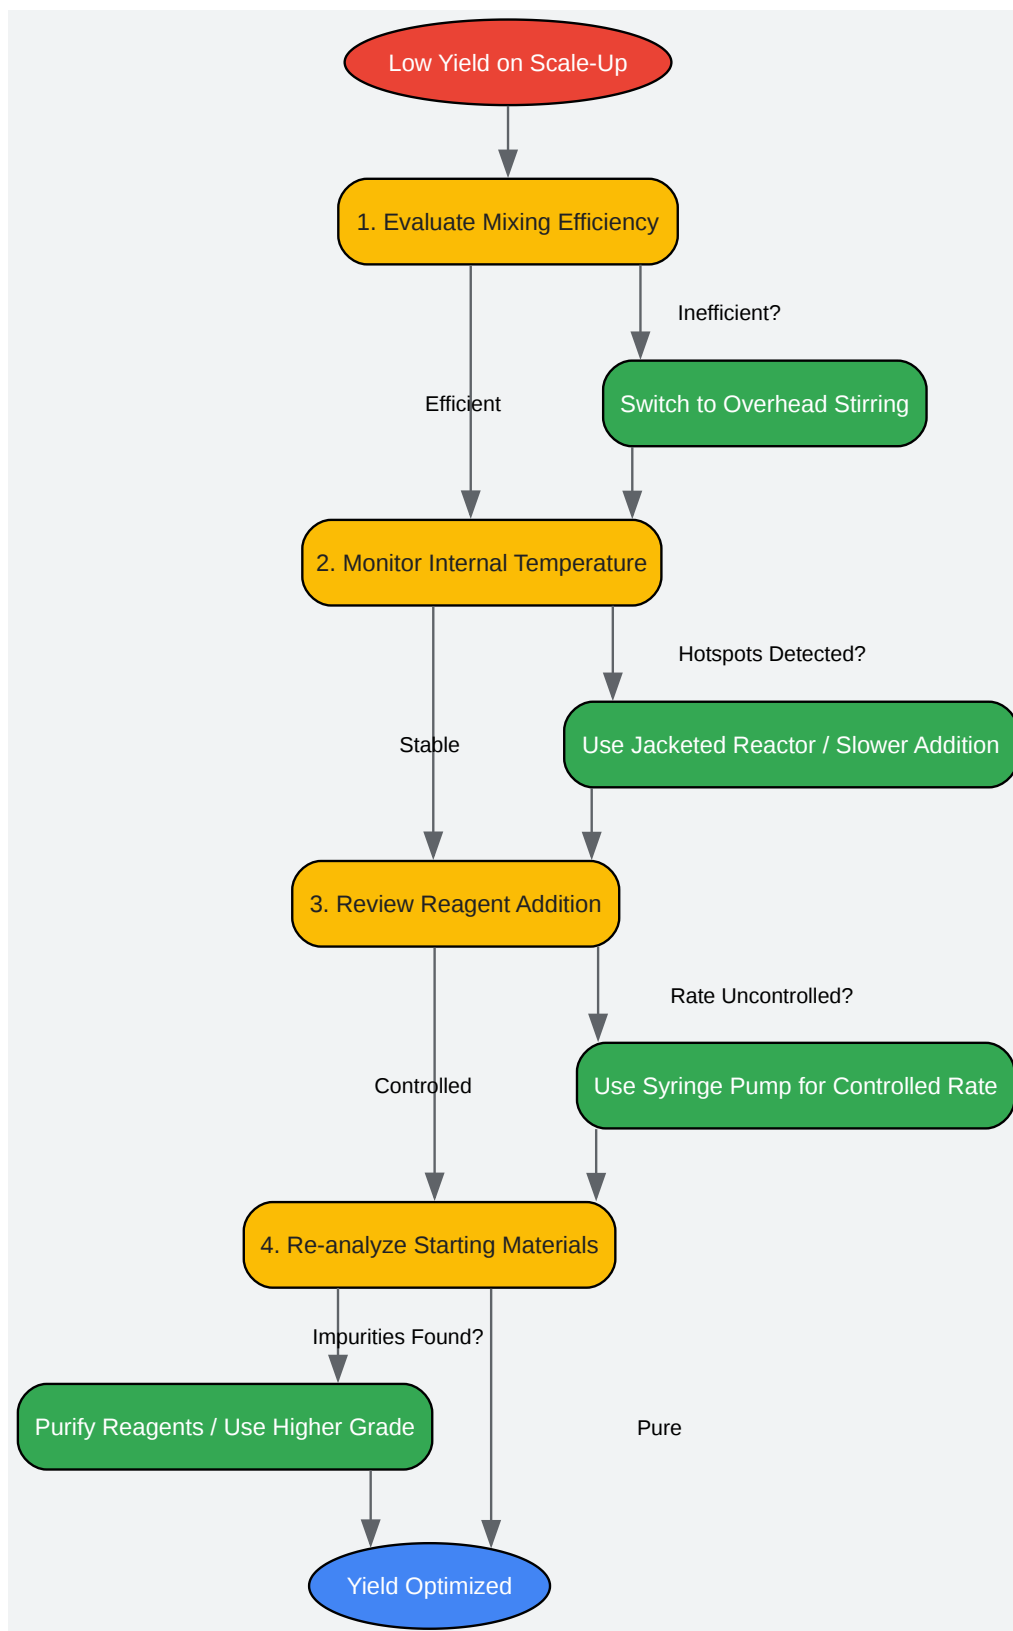 Low Yield on Scale-Up
1. Evaluate Mixing Efficiency
Inefficient?
Efficient
Switch to Overhead Stirring
2. Monitor Internal Temperature
Hotspots Detected?
Stable
Use Jacketed Reactor / Slower Addition
3. Review Reagent Addition
Rate Uncontrolled?
Controlled
Use Syringe Pump for Controlled Rate
4. Re-analyze Starting Materials
Impurities Found?
Purify Reagents / Use Higher Grade
Pure
Yield Optimized